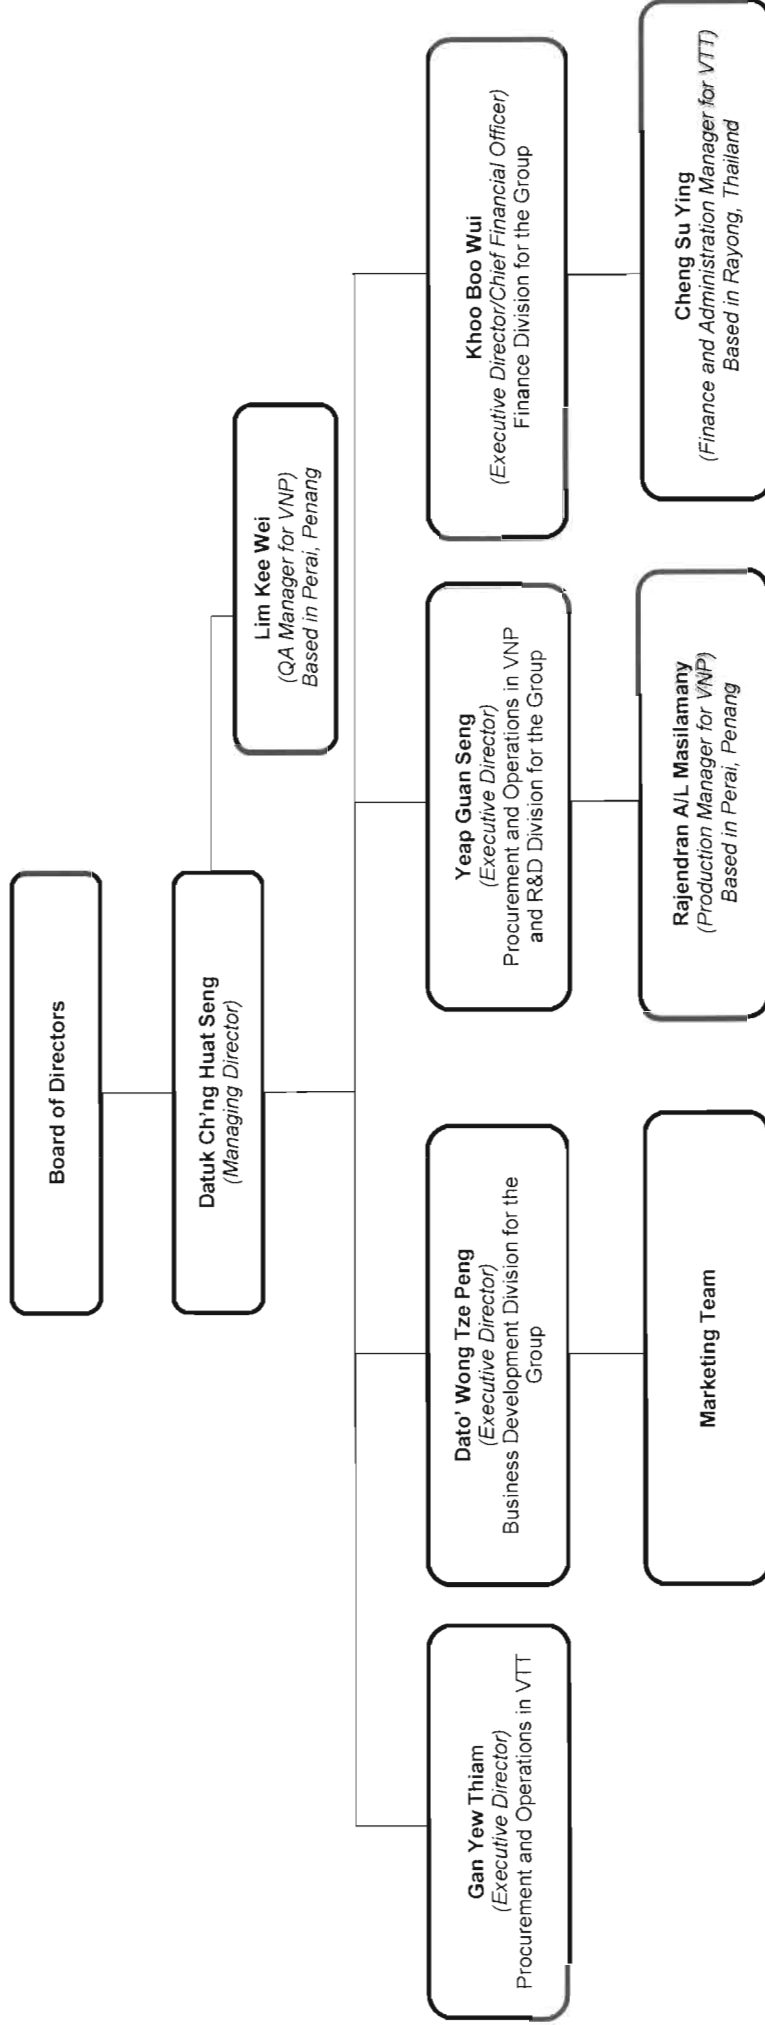 Board of Directors
Datuk Ch'ng Huat Seng
(Managing Director)
Lim Kee Wei
(QA Manager for VNP)
Based in Perai, Penang
Gan Yew Thiam
(Executive Director)
Procurement and Operations in VTT
Dato' Wong Tze Peng
(Executive Director)
Business Development Division for the
Group
Yeap Guan Seng
(Executive Director)
Procurement and Operations in VNP
and R&D Division for the Group
Khoo Boo Wui
(Executive Director/Chief Financial Officer)
Finance Division for the Group
Marketing Team
Rajendran A/L Masilamany
(Production Manager for VNP)
Based in Perai, Penang
Cheng Su Ying
(Finance and Administration Manager for VTT)
Based in Rayong, Thailand